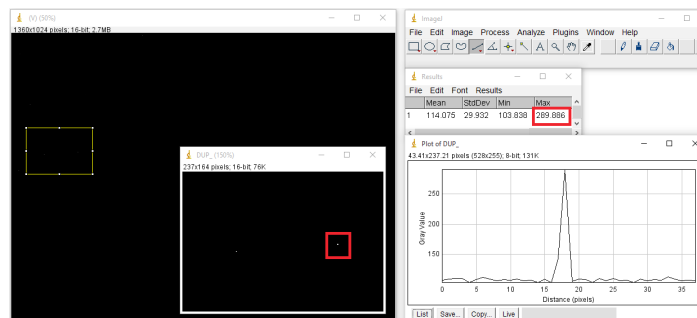 (V) (50%)
1360x1024 pixels; 16-bit; 2.7MB
DUP_ (150%)
237x164 pixels; 16-bit; 76K
ImageJ
File Edit Image Process Analyze Plugins Window Help
A
Results
File Edit Font Results
Mean StdDev Min Max
1 114.075 29.932 103.838 289.886
Plot of DUP_
43.41x237.21 pixels (528x255); 8-bit; 131K
250
200
150
Gray Value
0 5 10 15 20 25 30 35
Distance (pixels)
List Save... Copy... Live